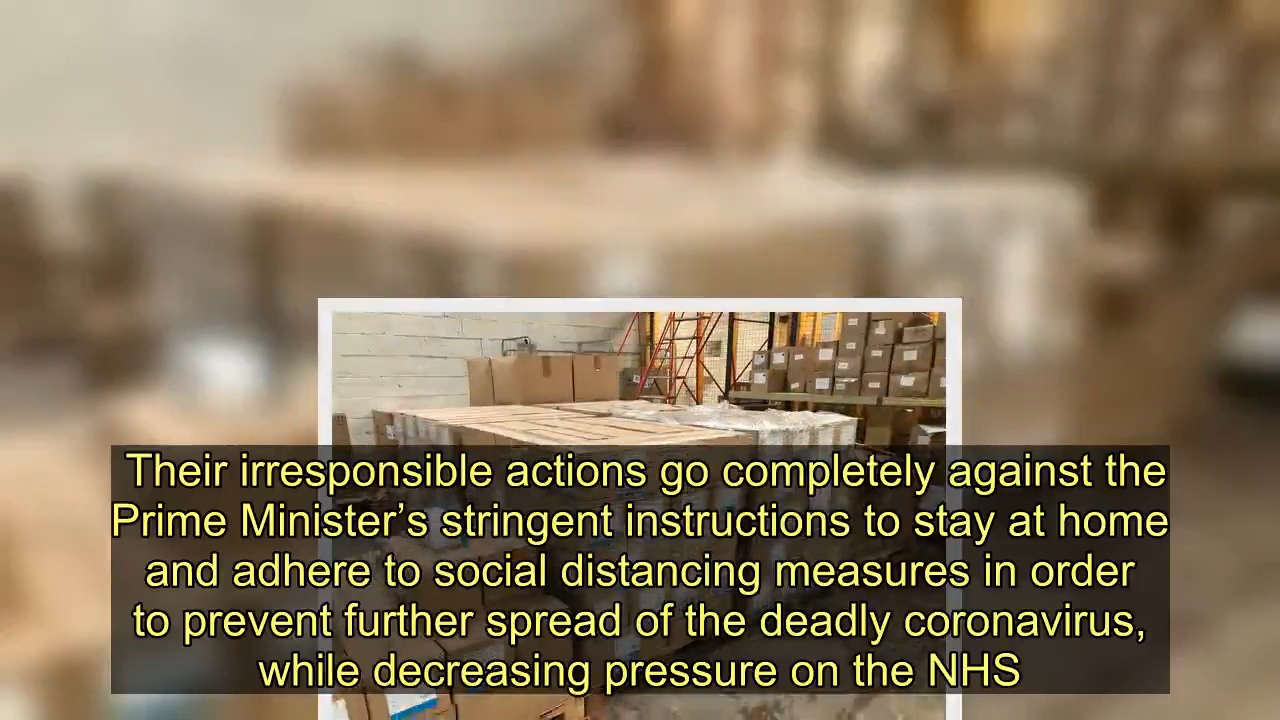 Their irresponsible actions go completely against the
Prime Minister’s stringent instructions to stay at home
and adhere to social distancing measures in order
to prevent further spread of the deadly coronavirus,
while decreasing pressure on the NHS